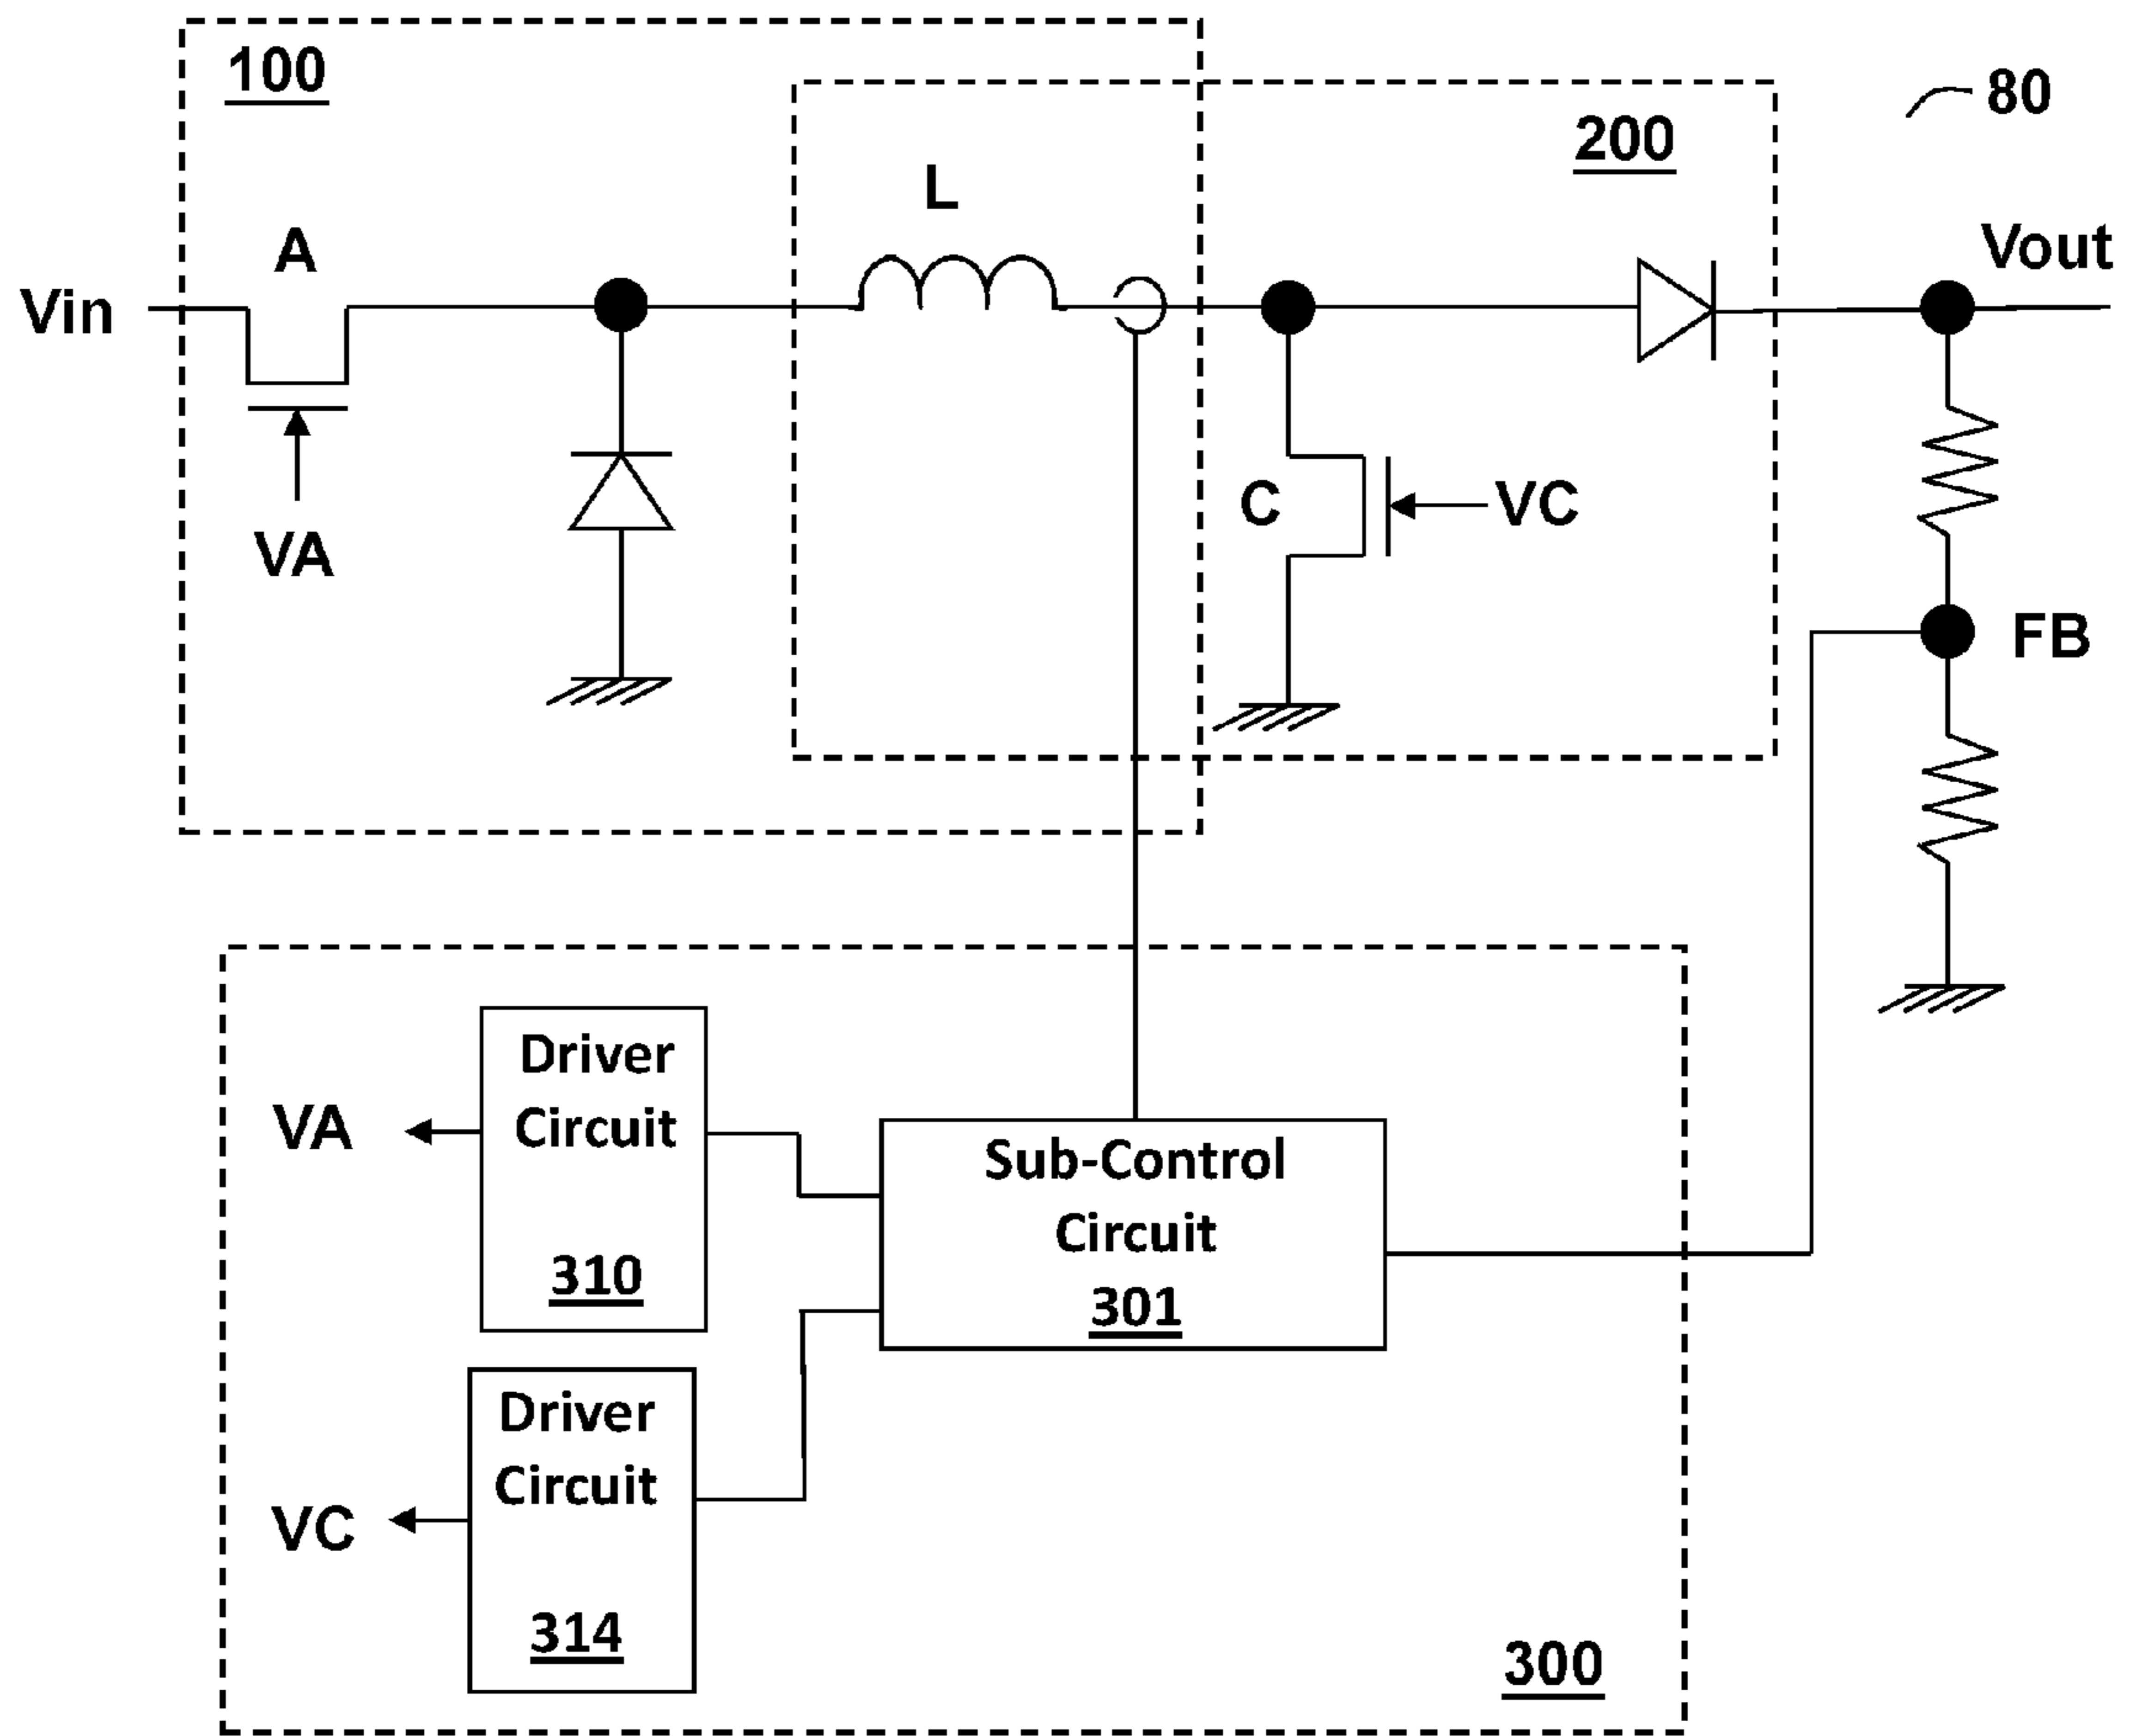 100
80
200
L
Vout
A
Vin
C
VC
VA
FB
Driver
Circuit
310
VA
Sub-Control
Circuit
301
Driver
Circuit
314
VC
300